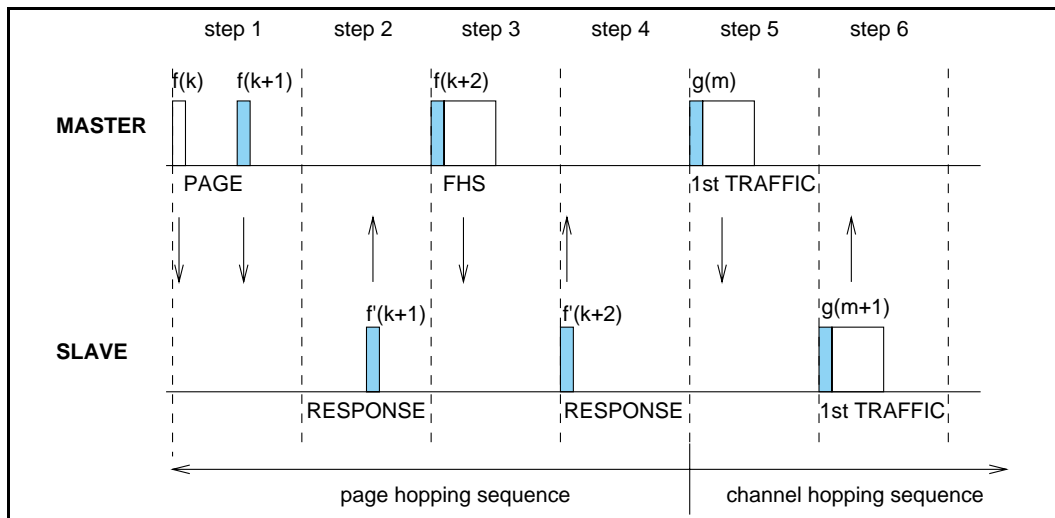 step 1 step 2 step 3 step 4 step 5 step 6
f(k) f(k+1) f(k+2) g(m)
MASTER
PAGE FHS 1st TRAFFIC
f'(k+1) f'(k+2) g(m+1)
SLAVE
RESPONSE RESPONSE 1st TRAFFIC
page hopping sequence channel hopping sequence